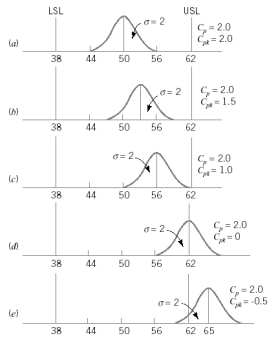 LSL USL
σ = 2
C_p = 2.0
C_pk = 2.0
(a)
38 44 50 56 62
σ = 2
C_p = 2.0
C_pk = 1.5
(b)
38 44 50 56 62
σ = 2
C_p = 2.0
C_pk = 1.0
(c)
38 44 50 56 62
σ = 2
C_p = 2.0
C_pk = 0
(d)
38 44 50 56 62
σ = 2
C_p = 2.0
C_pk = -0.5
(e)
38 44 50 56 62 65